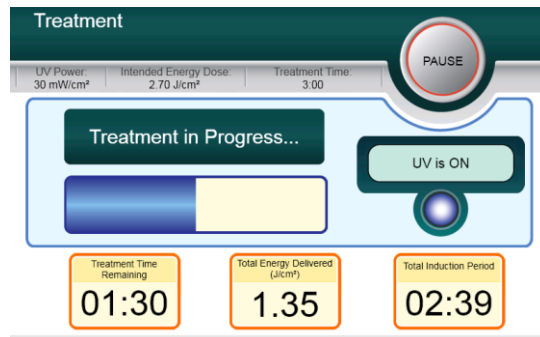 Treatment
PAUSE
UV Power: Intended Energy Dose: Treatment Time:
30 mW/cm² 2.70 J/cm² 3:00
Treatment in Progress...
UV is ON
Treatment Time
Remaining
01:30
Total Energy Delivered
(J/cm²)
1.35
Total Induction Period
02:39